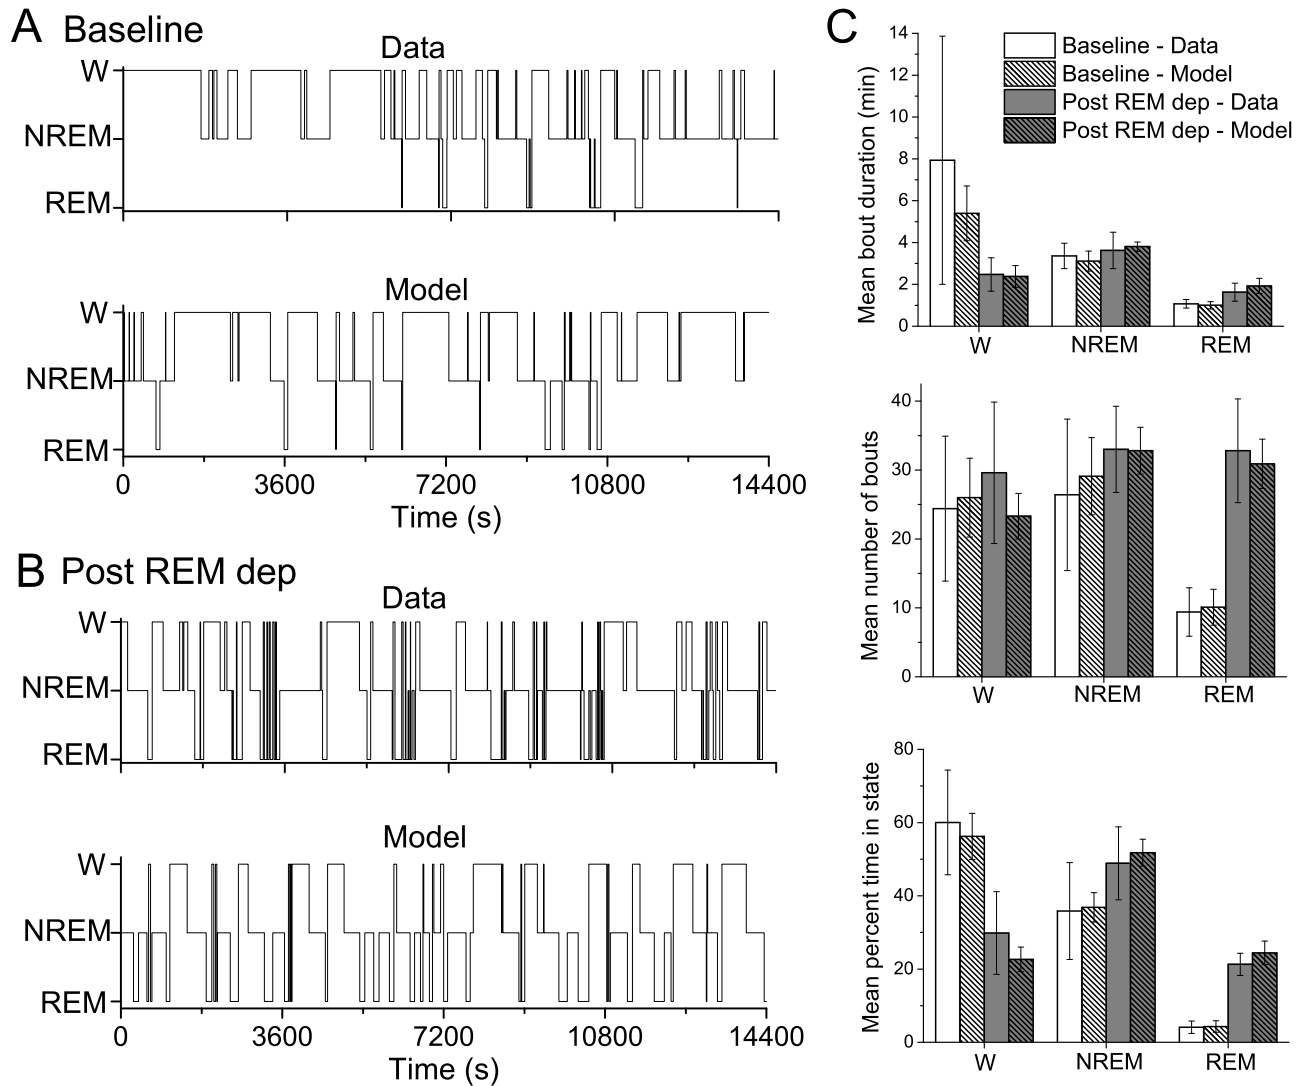 A Baseline
Data
W
NREM
REM
Model
W
NREM
REM
0 3600 7200 10800 14400
Time (s)
B Post REM dep
Data
W
NREM
REM
Model
W
NREM
REM
0 3600 7200 10800 14400
Time (s)
C
Baseline - Data
Baseline - Model
Post REM dep - Data
Post REM dep - Model
Mean bout duration (min)
14
12
10
8
6
4
2
0
W NREM REM
Mean number of bouts
40
30
20
10
0
W NREM REM
Mean percent time in state
80
60
40
20
0
W NREM REM